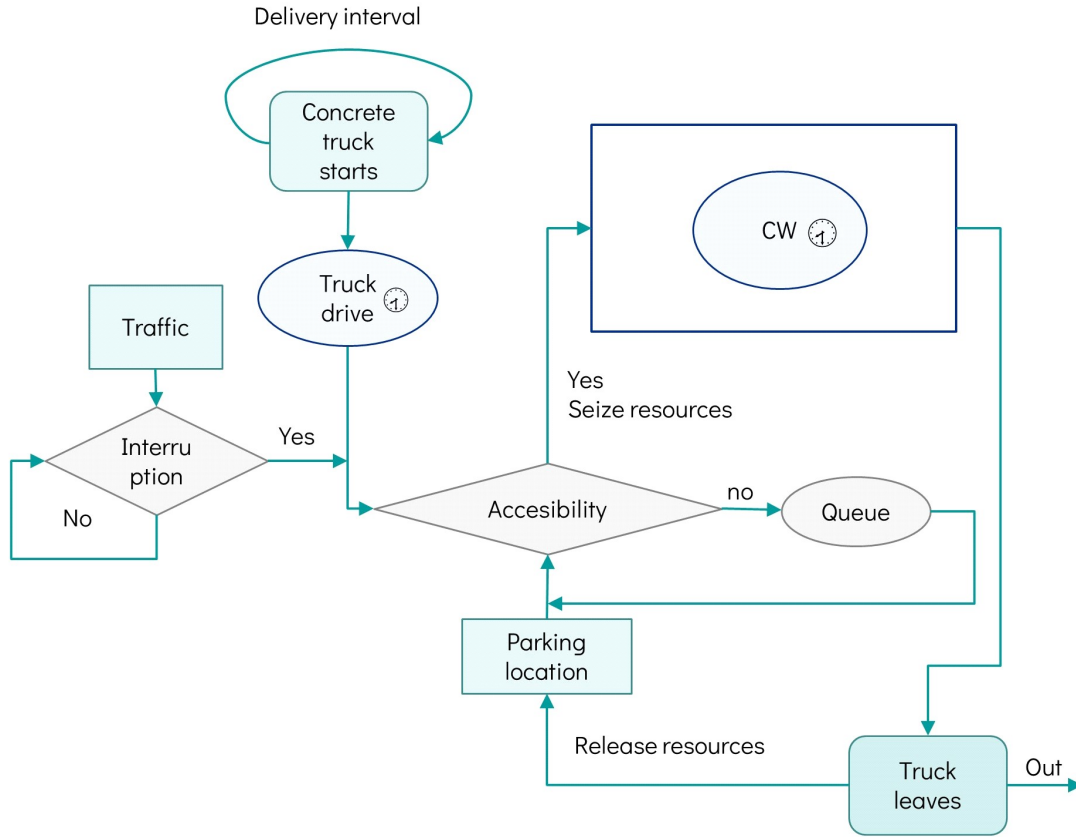 Delivery interval
Concrete
truck
starts
Truck
drive
CW
Traffic
Interru
ption
Yes
No
Yes
Seize resources
Accesibility
no
Queue
Parking
location
Release resources
Truck
leaves
Out